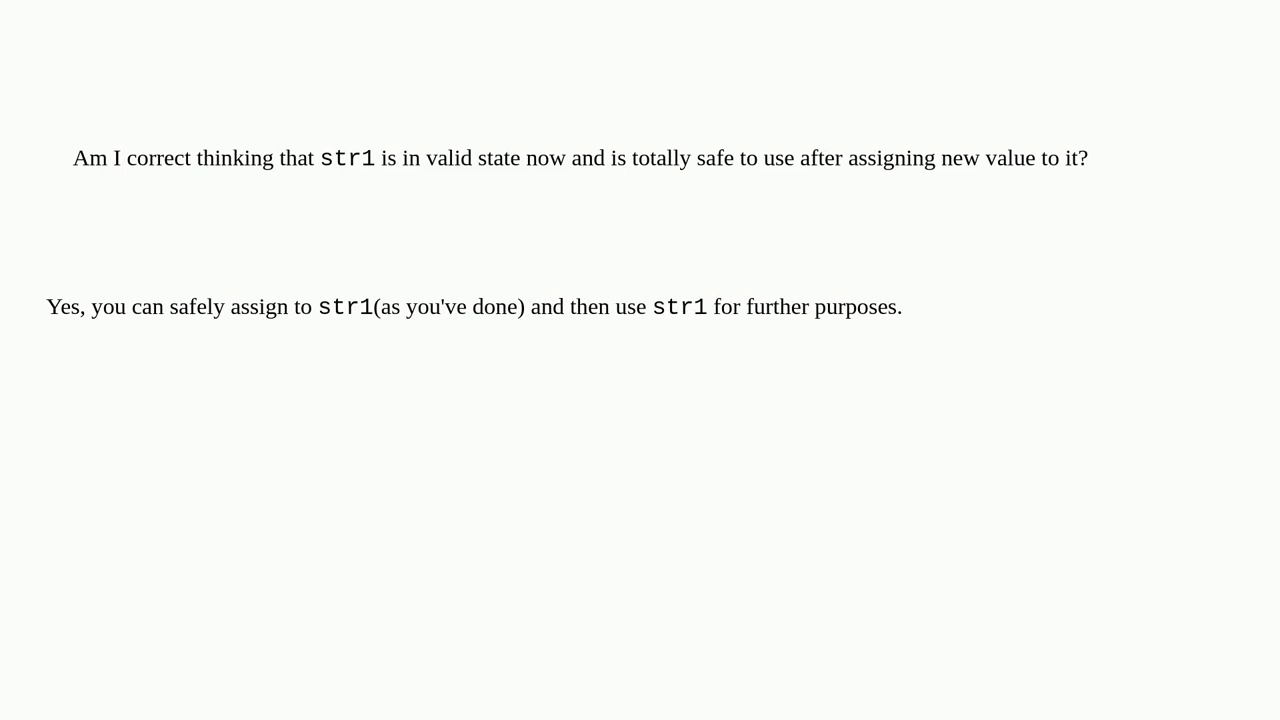 Am I correct thinking that str1 is in valid state now and is totally safe to use after assigning new value to it?
Yes, you can safely assign to str1(as you've done) and then use str1 for further purposes.